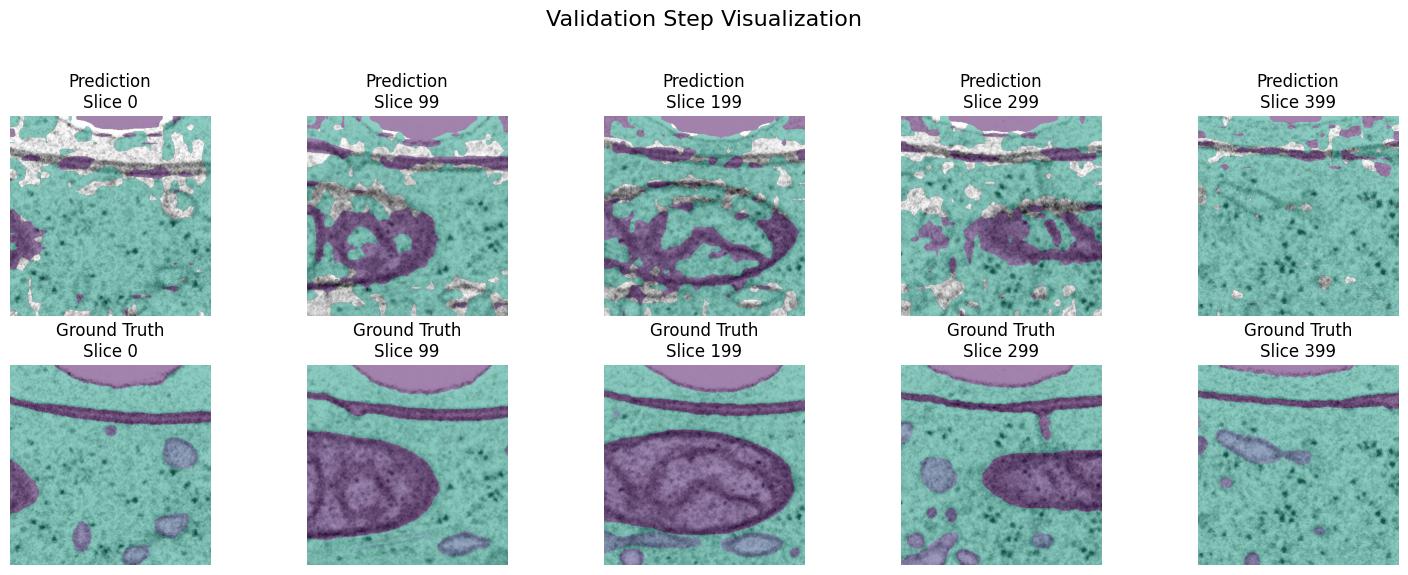 Validation Step Visualization
Prediction
Slice 0
Prediction
Slice 99
Prediction
Slice 199
Prediction
Slice 299
Prediction
Slice 399
Ground Truth
Slice 0
Ground Truth
Slice 99
Ground Truth
Slice 199
Ground Truth
Slice 299
Ground Truth
Slice 399